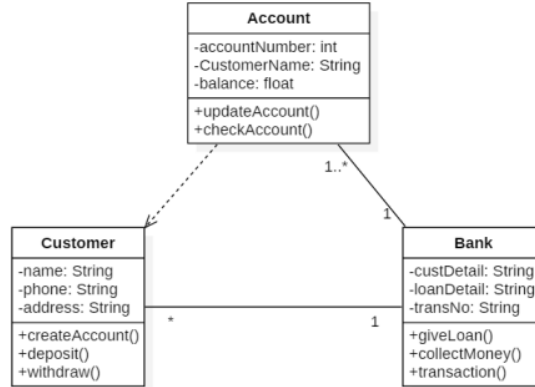 Account
-accountNumber: int
-CustomerName: String
-balance: float
+updateAccount()
+checkAccount()
1..*
1
Customer
-name: String
-phone: String
-address: String
+createAccount()
+deposit()
+withdraw()
*
1
Bank
-custDetail: String
-loanDetail: String
-transNo: String
+giveLoan()
+collectMoney()
+transaction()